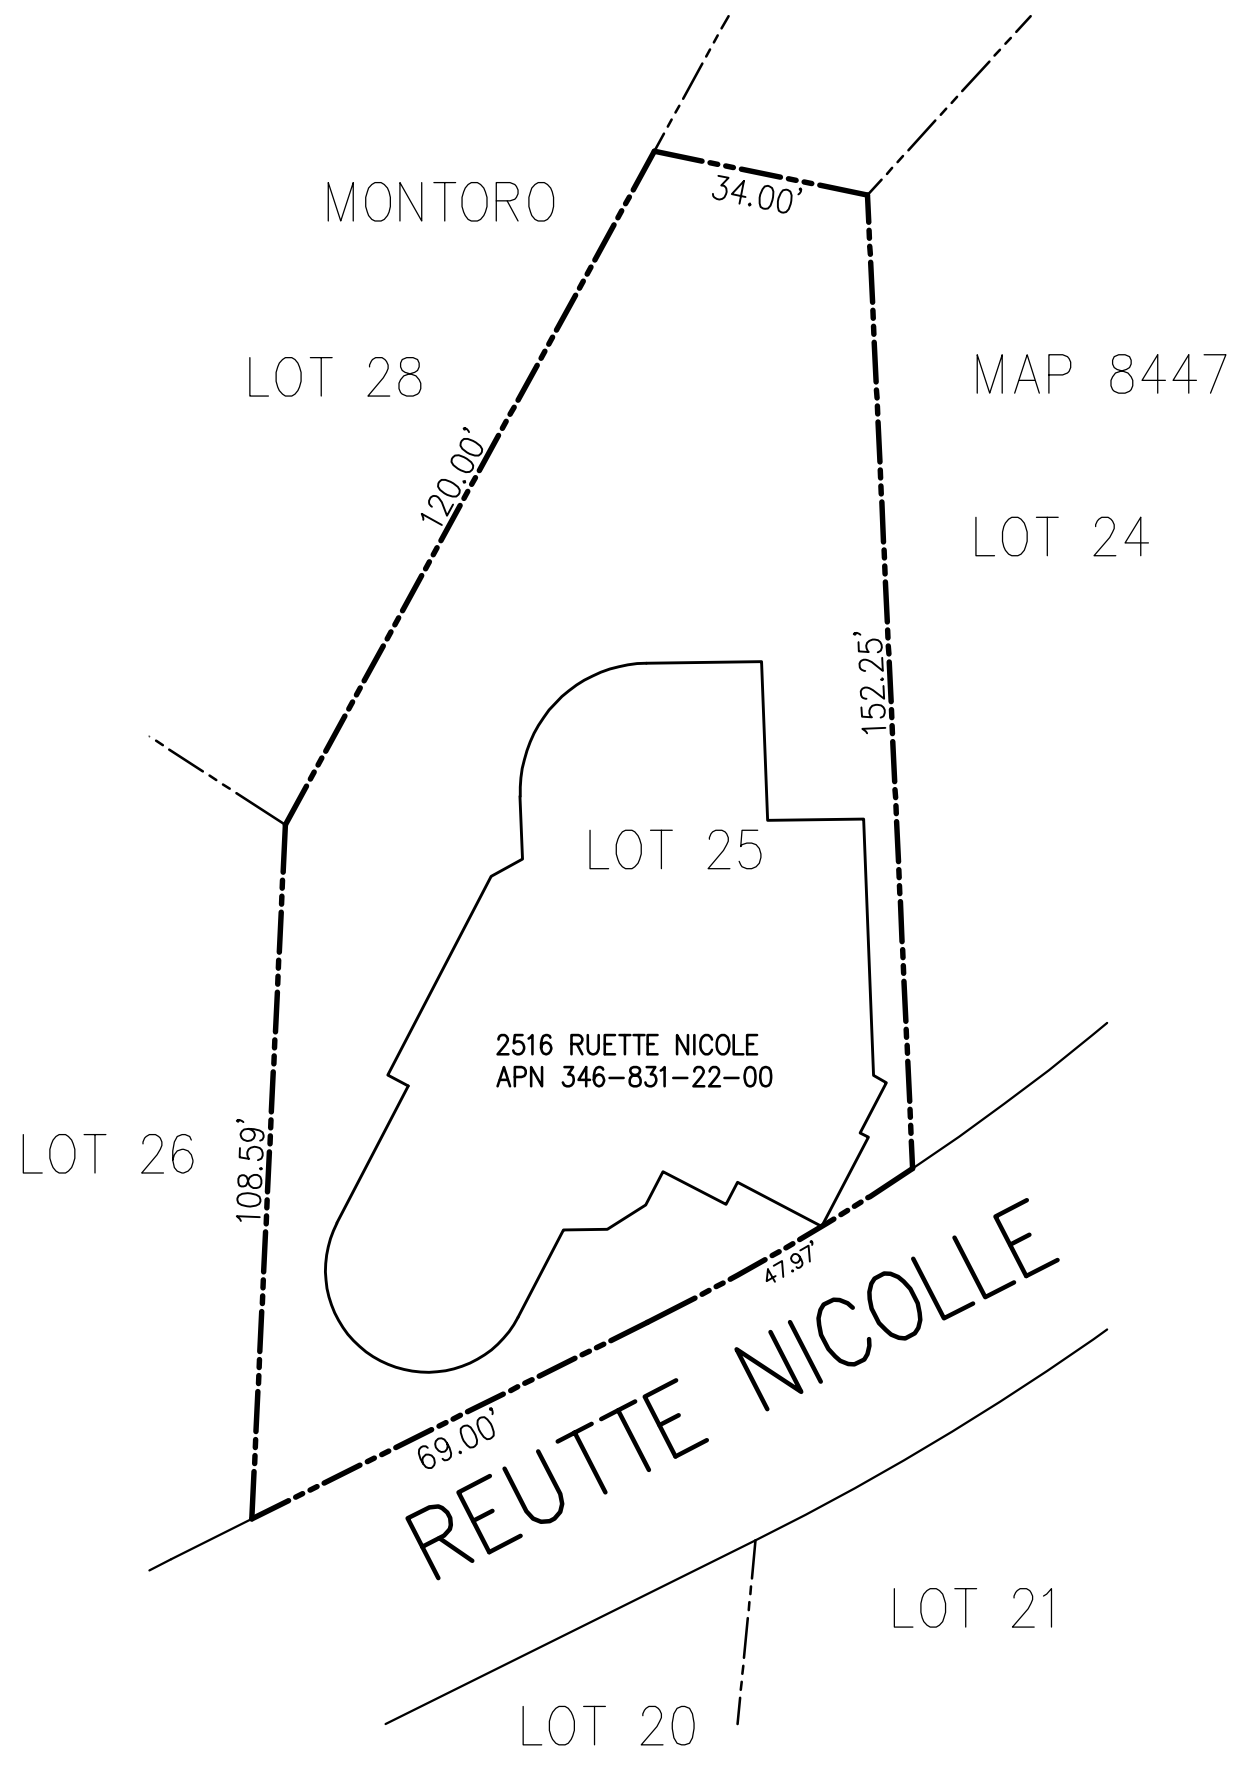 34.00'
MONTORO
LOT 28
MAP 8447
120.00'
LOT 24
152.25'
LOT 25
2516 RUETTE NICOLE
APN 346-831-22-00
LOT 26
108.59'
47.97'
69.00'
REUTTE NICOLLE
LOT 21
LOT 20